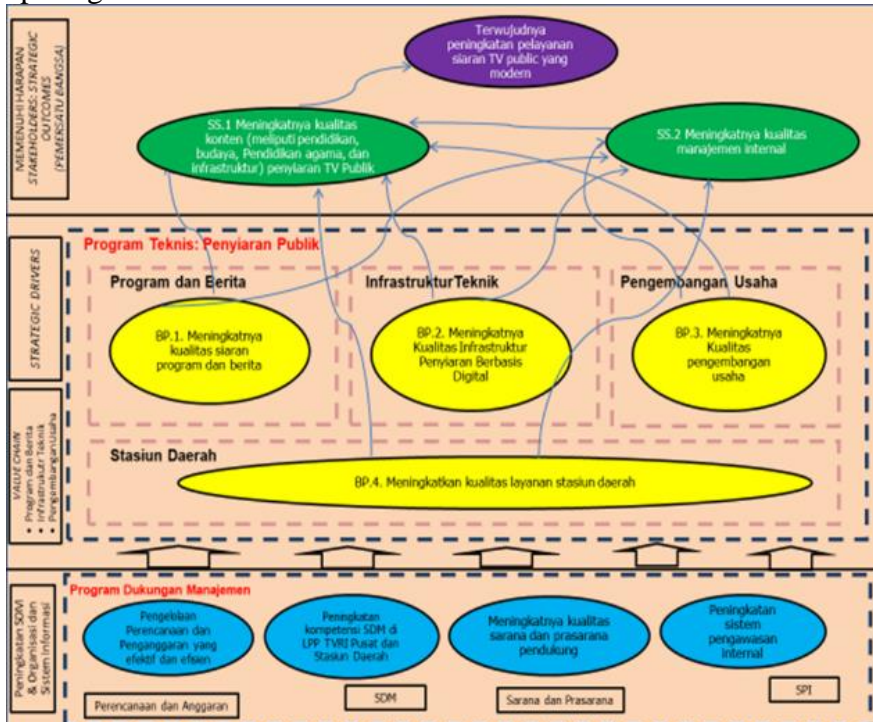 MEMENUHI HARAPAN
STAKEHOLDERS: STRATEGIC
OUTCOMES
(PEMERSATU BANGSA)
Terwujudnya
peningkatan pelayanan
siaran TV public yang
modern
SS.1 Meningkatnya kualitas
konten (meliputi pendidikan,
budaya, Pendidikan agama, dan
infrastruktur) penyiaran TV Publik
SS.2 Meningkatnya kualitas
manajemen internal
STRATEGIC DRIVERS
Program Teknis: Penyiaran Publik
Program dan Berita
BP.1. Meningkatnya
kualitas siaran
program dan berita
Infrastruktur Teknik
BP.2. Meningkatnya
Kualitas Infrastruktur
Penyiaran Berbasis
Digital
Pengembangan Usaha
BP.3. Meningkatnya
Kualitas
pengembangan
usaha
VALUE CHAIN
• Program dan Berita
• Infrastrukutr Teknik
• Pengembangan Usaha
Stasiun Daerah
BP.4. Meningkatkan kualitas layanan stasiun daerah
Peningkatan SDM
& Organisasi dan
Sistem Informasi
Program Dukungan Manajemen
Pengelolaan
Perencanaan dan
Penganggaran yang
efektif dan efisien
Peningkatan
kompetensi SDM di
LPP TVRI Pusat dan
Stasiun Daerah
Meningkatnya kualitas
sarana dan prasarana
pendukung
Peningkatan
sistem
pengawasan
internal
Perencanaan dan Anggaran
SDM
Sarana dan Prasarana
SPI